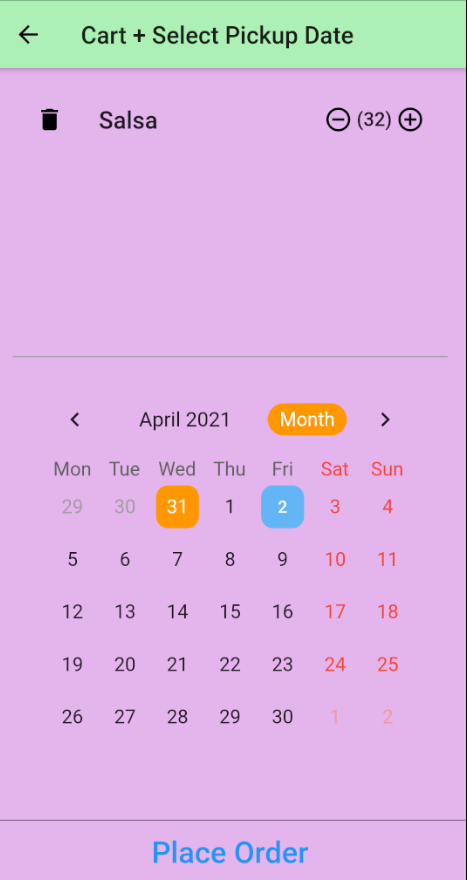 Cart + Select Pickup Date
Salsa (32)
April 2021 Month
Mon Tue Wed Thu Fri Sat Sun
29 30 31 1 2 3 4
5 6 7 8 9 10 11
12 13 14 15 16 17 18
19 20 21 22 23 24 25
26 27 28 29 30 1 2
Place Order